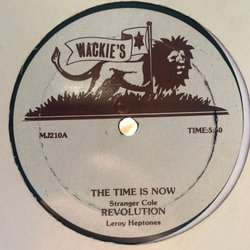 WACKIE'S
MJ210A TIME:5:50
THE TIME IS NOW
Stranger Cole
REVOLUTION
Leroy Heptones